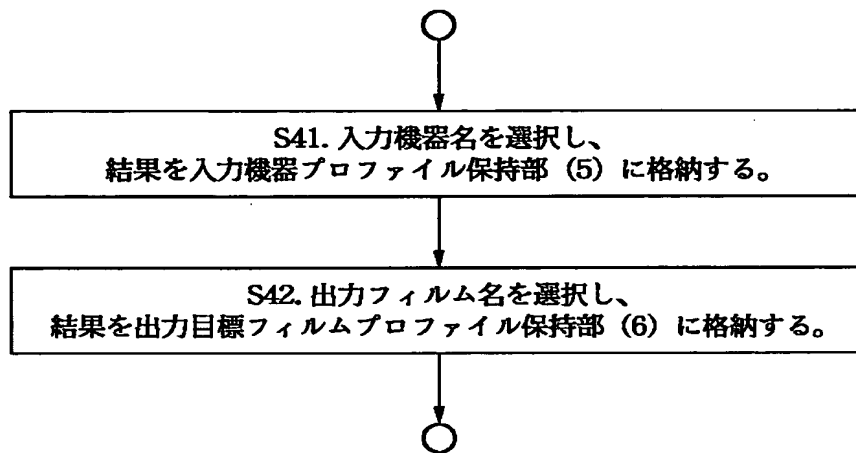 S41. 入力機器名を選択し、
結果を入力機器プロファイル保持部 (5) に格納する。
S42. 出力フィルム名を選択し、
結果を出力目標フィルムプロファイル保持部 (6) に格納する。